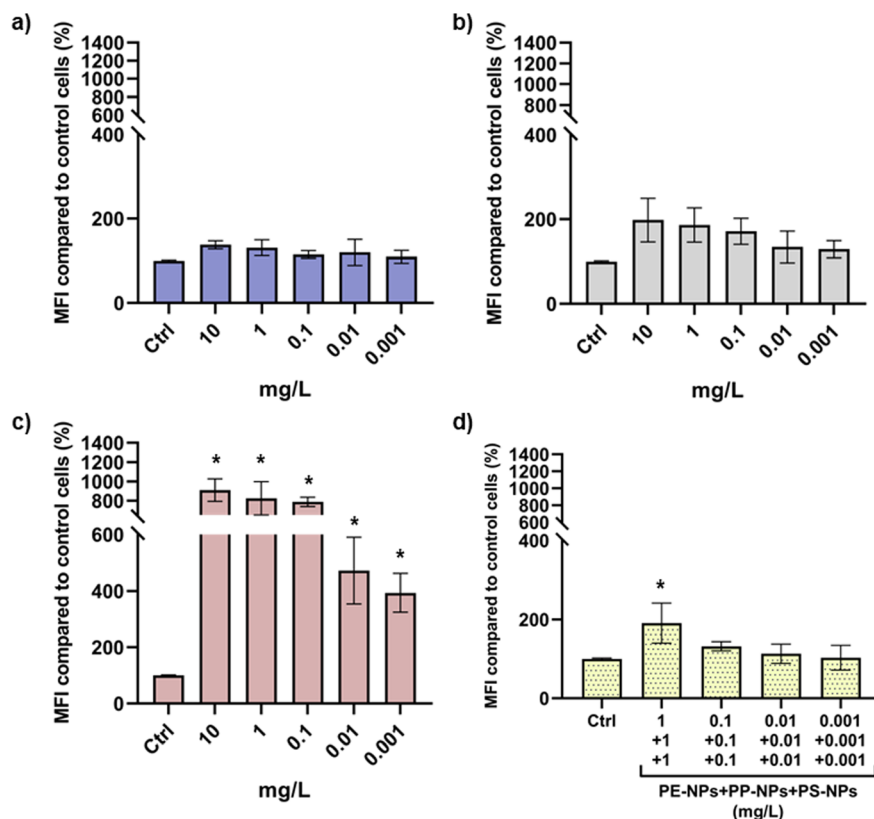 a)
MFI compared to control cells (%)
1400
1200
1000
800
600
400
200
0
Ctrl
10
1
0.1
0.01
0.001
mg/L
b)
MFI compared to control cells (%)
1400
1200
1000
800
400
200
0
Ctrl
10
1
0.1
0.01
0.001
mg/L
c)
MFI compared to control cells (%)
1400
1200
1000
800
600
400
200
0
* * * * *
Ctrl
10
1
0.1
0.01
0.001
mg/L
d)
MFI compared to control cells (%)
1400
1200
1000
800
600
400
200
0
*
Ctrl 1 0.1 0.01 0.001
+1 +0.1 +0.01 +0.001
+1 +0.1 +0.01 +0.001
PE-NPs+PP-NPs+PS-NPs
(mg/L)